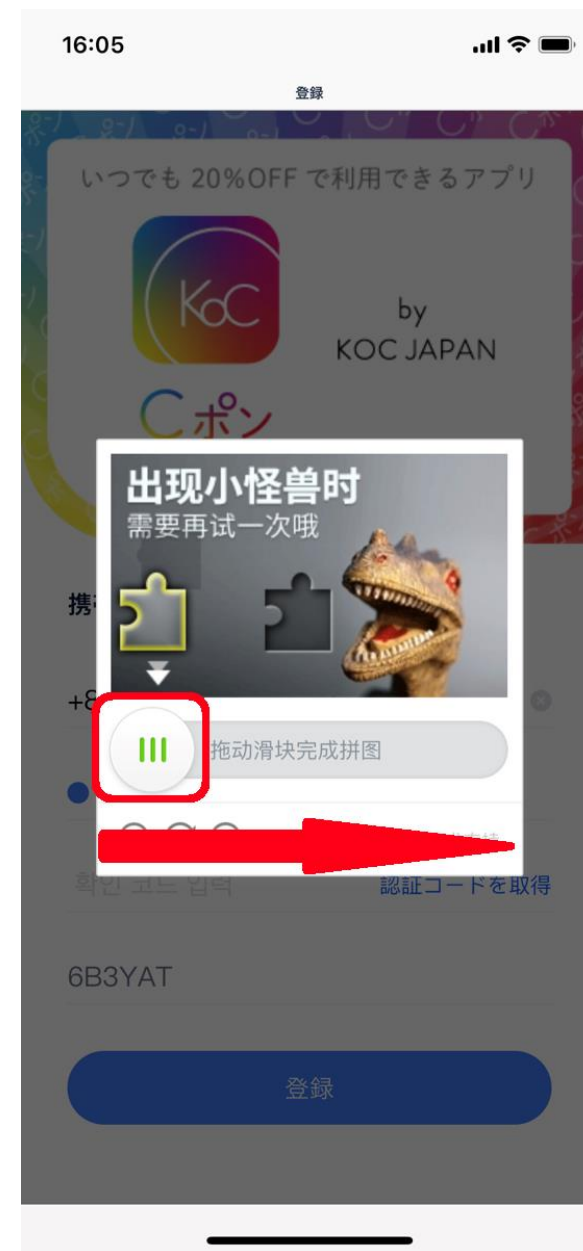 16:05
登録
いつでも 20%OFF で利用できるアプリ
KoC
by
KOC JAPAN
Cポン
出现小怪兽时
需要再试一次哦
携
+8
拖动滑块完成拼图
확인 코드 입력
認証コードを取得
6B3YAT
登録